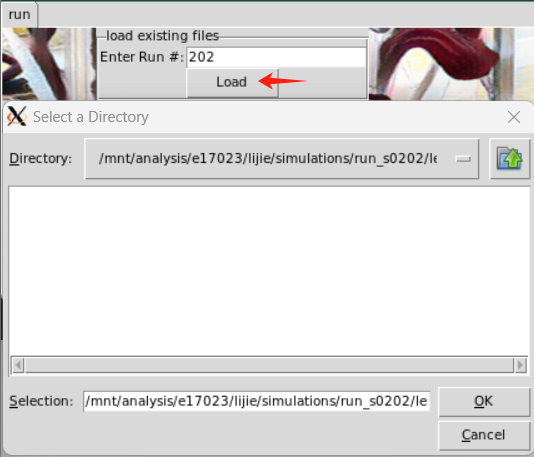 run
load existing files
Enter Run #: 202
Load
Select a Directory
Directory: /mnt/analysis/e17023/lijie/simulations/run_s0202/le
Selection: /mnt/analysis/e17023/lijie/simulations/run_s0202/le
OK
Cancel